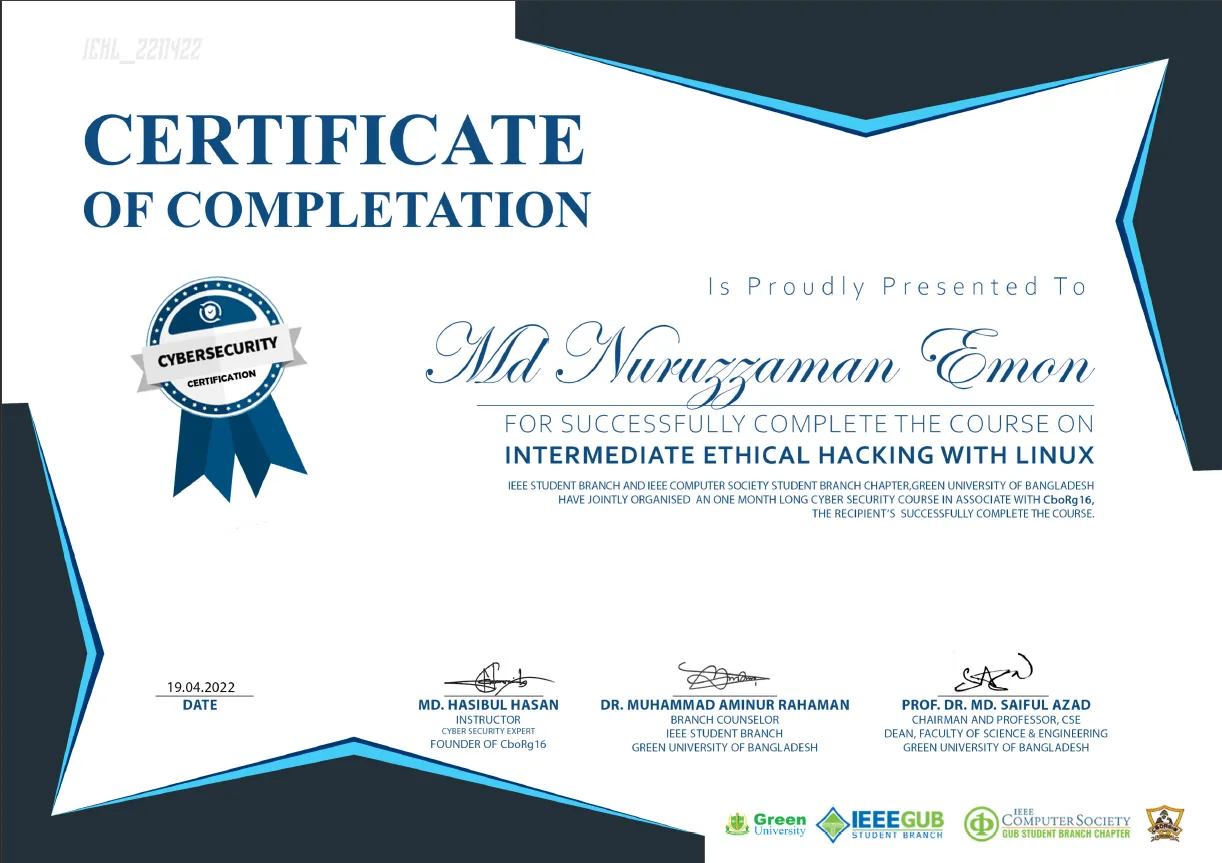 IEHL_2211422
CERTIFICATE
OF COMPLETATION
CYBERSECURITY
CERTIFICATION
Is Proudly Presented To
Md Nuruzzaman Emon
FOR SUCCESSFULLY COMPLETE THE COURSE ON
INTERMEDIATE ETHICAL HACKING WITH LINUX
IEEE STUDENT BRANCH AND IEEE COMPUTER SOCIETY STUDENT BRANCH CHAPTER,GREEN UNIVERSITY OF BANGLADESH
HAVE JOINTLY ORGANISED AN ONE MONTH LONG CYBER SECURITY COURSE IN ASSOCIATE WITH CboRg16,
THE RECIPIENT'S SUCCESSFULLY COMPLETE THE COURSE.
19.04.2022
DATE
MD. HASIBUL HASAN
INSTRUCTOR
CYBER SECURITY EXPERT
FOUNDER OF CboRg16
DR. MUHAMMAD AMINUR RAHAMAN
BRANCH COUNSELOR
IEEE STUDENT BRANCH
GREEN UNIVERSITY OF BANGLADESH
PROF. DR. MD. SAIFUL AZAD
CHAIRMAN AND PROFESSOR, CSE
DEAN, FACULTY OF SCIENCE & ENGINEERING
GREEN UNIVERSITY OF BANGLADESH
Green
University
IEEEGUB
STUDENT BRANCH
IEEE
COMPUTER SOCIETY
GUB STUDENT BRANCH CHAPTER